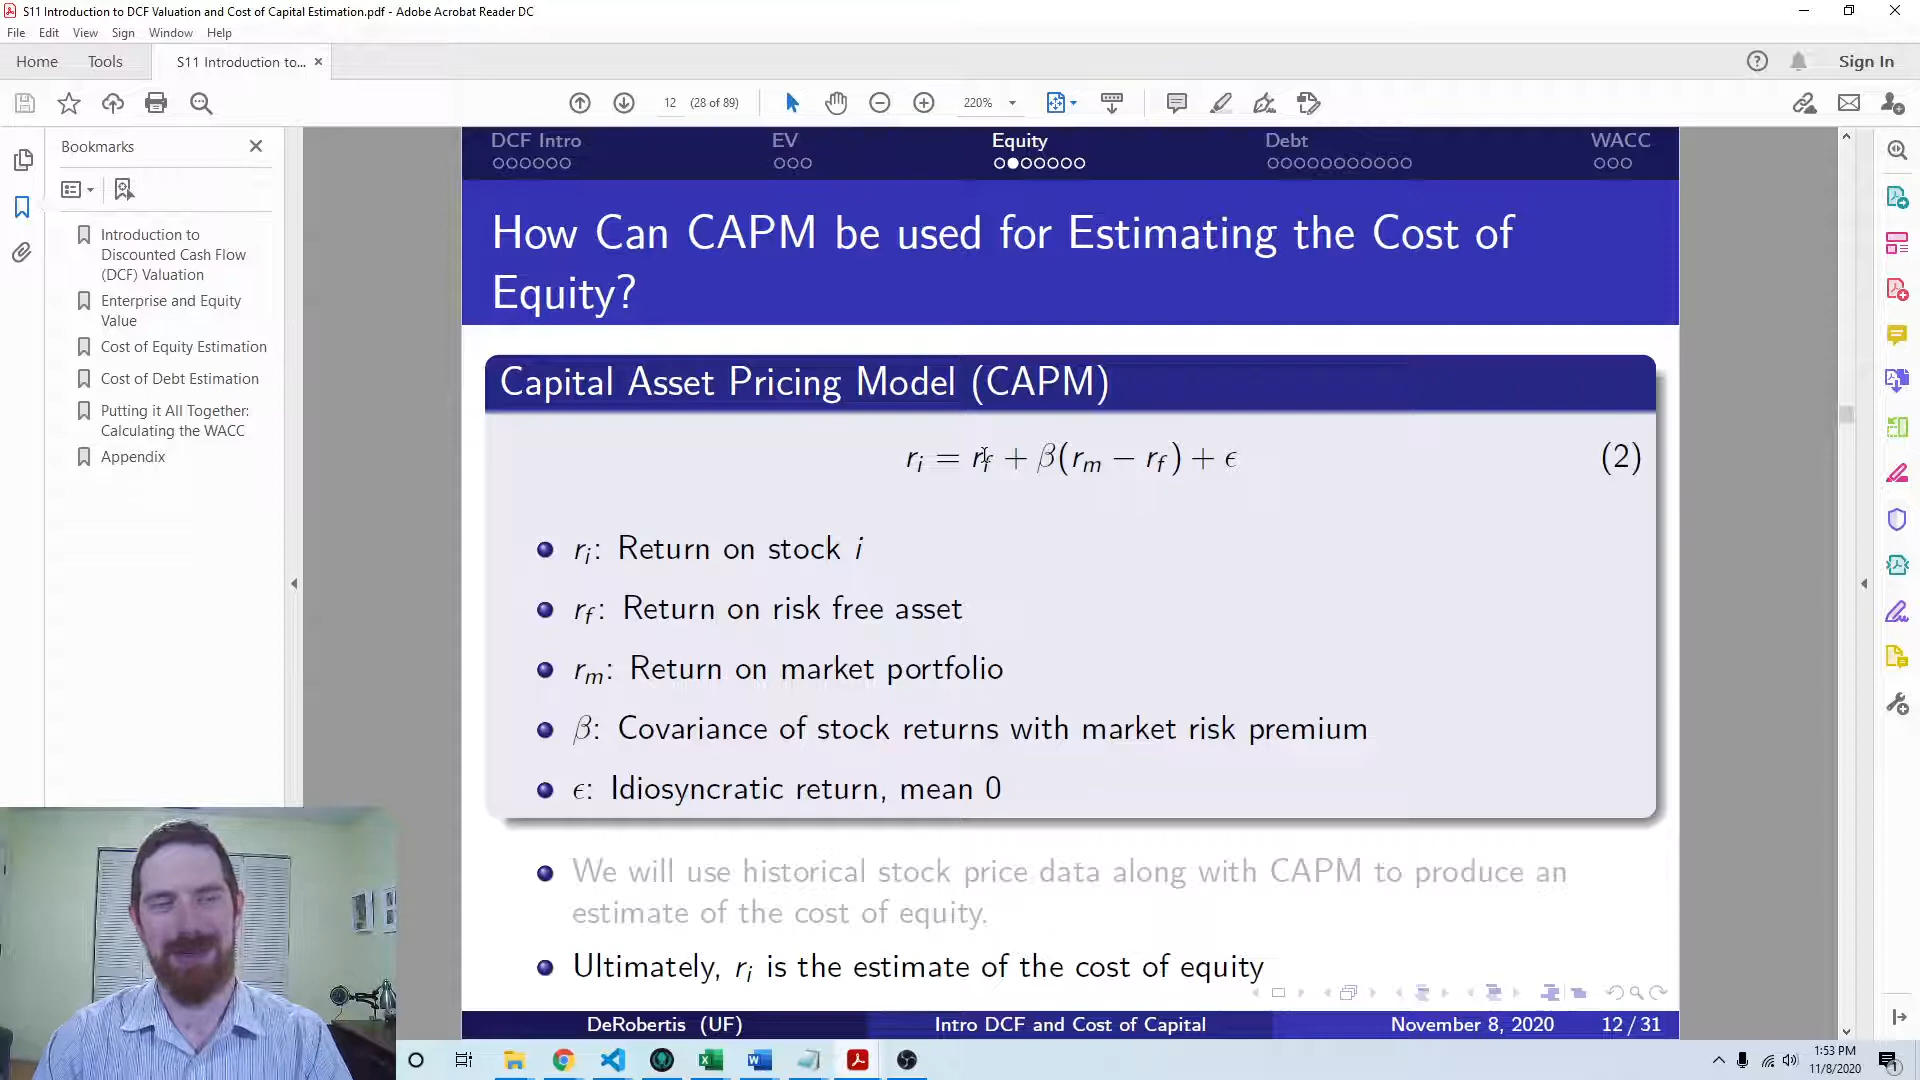 S11 Introduction to DCF Valuation and Cost of Capital Estimation.pdf - Adobe Acrobat Reader DC
File Edit View Sign Window Help
Home Tools S11 Introduction to... × Sign In
12 (28 of 89) 220%
Bookmarks
Introduction to
Discounted Cash Flow
(DCF) Valuation
Enterprise and Equity
Value
Cost of Equity Estimation
Cost of Debt Estimation
Putting it All Together:
Calculating the WACC
Appendix
DCF Intro EV Equity Debt WACC
How Can CAPM be used for Estimating the Cost of
Equity?
Capital Asset Pricing Model (CAPM)
r_i = r_f + β(r_m − r_f) + ϵ (2)
r_i: Return on stock i
r_f: Return on risk free asset
r_m: Return on market portfolio
β: Covariance of stock returns with market risk premium
ϵ: Idiosyncratic return, mean 0
We will use historical stock price data along with CAPM to produce an
estimate of the cost of equity.
Ultimately, r_i is the estimate of the cost of equity
DeRobertis (UF) Intro DCF and Cost of Capital November 8, 2020 12 / 31
1:53 PM
11/8/2020